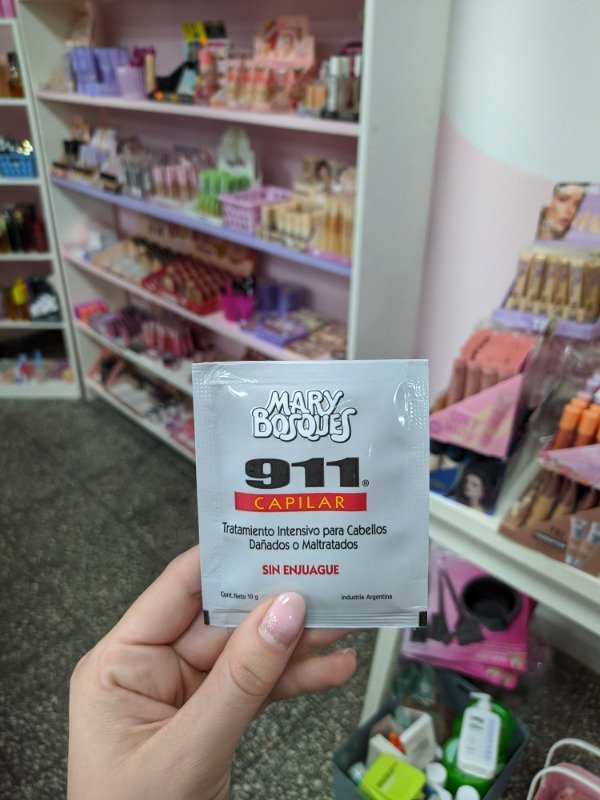 MARY
BOSQUES
911®
CAPILAR
Tratamiento Intensivo para Cabellos
Dañados o Maltratados
SIN ENJUAGUE
Cont. Neto 10 g
Industria Argentina